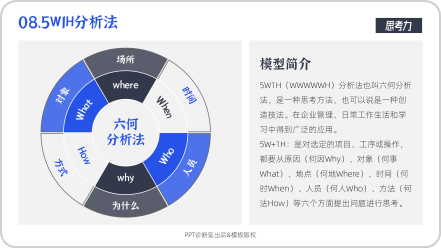 08.5W1H分析法
思考力
场所
where
时间
When
人员
Who
为什么
why
方式
How
对象
What
六何
分析法
模型简介
5W1H（WWWWWH）分析法也叫六何分析
法，是一种思考方法，也可以说是一种创
造技法。在企业管理、日常工作生活和学
习中得到广泛的应用。
5W+1H：是对选定的项目、工序或操作，
都要从原因（何因Why）、对象（何事
What）、地点（何地Where）、时间（何
时When）、人员（何人Who）、方法（何
法How）等六个方面提出问题进行思考。
PPT诊断室出品&模板版权